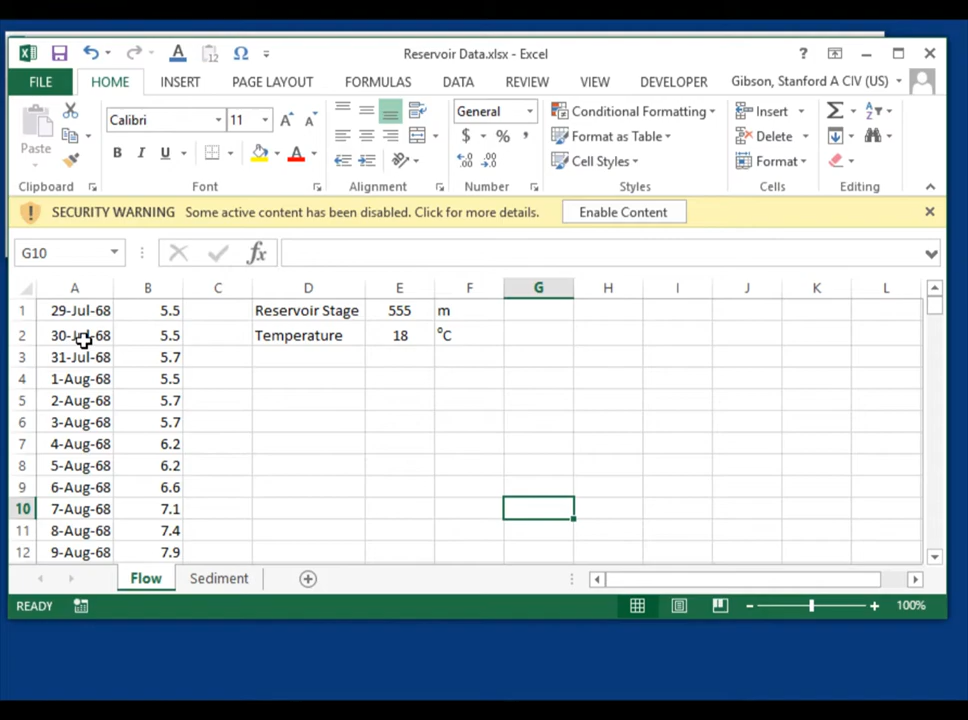 Reservoir Data.xlsx - Excel
FILE HOME INSERT PAGE LAYOUT FORMULAS DATA REVIEW VIEW DEVELOPER Gibson, Stanford A CIV (US)
Paste Calibri 11 General Conditional Formatting Insert
B I U $ % , Format as Table Delete
Cell Styles Format
Clipboard Font Alignment Number Styles Cells Editing
SECURITY WARNING Some active content has been disabled. Click for more details. Enable Content
G10 fx
A B C D E F G H I J K L
1 29-Jul-68 5.5 Reservoir Stage 555 m
2 30-Jul-68 5.5 Temperature 18 °C
3 31-Jul-68 5.7
4 1-Aug-68 5.5
5 2-Aug-68 5.7
6 3-Aug-68 5.7
7 4-Aug-68 6.2
8 5-Aug-68 6.2
9 6-Aug-68 6.6
10 7-Aug-68 7.1
11 8-Aug-68 7.4
12 9-Aug-68 7.9
Flow Sediment
READY 100%